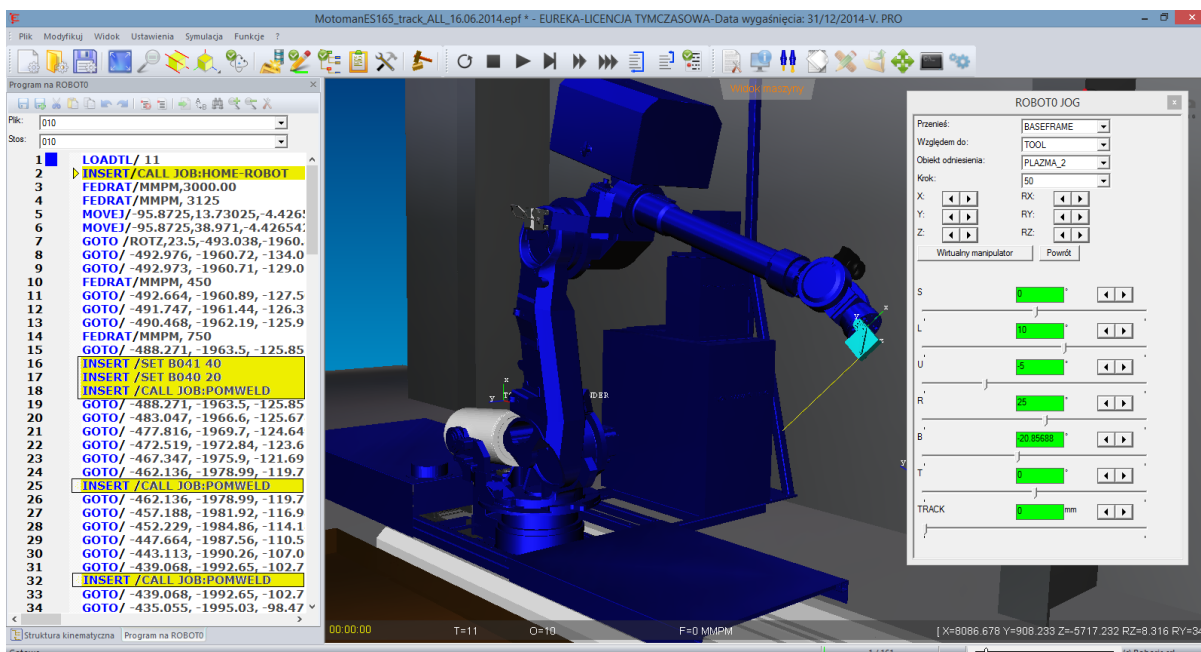 MotomanES165_track_ALL_16.06.2014.epf * - EUREKA-LICENCJA TYMCZASOWA-Data wygaśnięcia: 31/12/2014-V. PRO
Plik Modyfikuj Widok Ustawienia Symulacja Funkcje ?
Program na ROBOT0
Plik: 010
Stos: 010
1 LOADTL/ 11
2 INSERT/CALL JOB:HOME-ROBOT
3 FEDRAT/MMPM,3000.00
4 FEDRAT/MMPM, 3125
5 MOVEJ/-95.8725,13.73025,-4.426
6 MOVEJ/-95.8725,38.971,-4.42654
7 GOTO /ROTZ,23.5,-493.038,-1960.
8 GOTO/ -492.976, -1960.72, -134.0
9 GOTO/ -492.973, -1960.71, -129.0
10 FEDRAT/MMPM, 450
11 GOTO/ -492.664, -1960.89, -127.5
12 GOTO/ -491.747, -1961.44, -126.3
13 GOTO/ -490.468, -1962.19, -125.9
14 FEDRAT/MMPM, 750
15 GOTO/ -488.271, -1963.5, -125.85
16 INSERT /SET B041 40
17 INSERT /SET B040 20
18 INSERT /CALL JOB:POMWELD
19 GOTO/ -488.271, -1963.5, -125.85
20 GOTO/ -483.047, -1966.6, -125.67
21 GOTO/ -477.816, -1969.7, -124.64
22 GOTO/ -472.519, -1972.84, -123.6
23 GOTO/ -467.347, -1975.9, -121.69
24 GOTO/ -462.136, -1978.99, -119.7
25 INSERT /CALL JOB:POMWELD
26 GOTO/ -462.136, -1978.99, -119.7
27 GOTO/ -457.188, -1981.92, -116.9
28 GOTO/ -452.229, -1984.86, -114.1
29 GOTO/ -447.664, -1987.56, -110.5
30 GOTO/ -443.113, -1990.26, -107.0
31 GOTO/ -439.068, -1992.65, -102.7
32 INSERT /CALL JOB:POMWELD
33 GOTO/ -439.068, -1992.65, -102.7
34 GOTO/ -435.055, -1995.03, -98.47
Struktura kinematyczna Program na ROBOT0
Widok maszyny
00:00:00 T=11 O=10 F=0 MMPM [ X=8086.678 Y=908.233 Z=-5717.232 RZ=8.316 RY=34
ROBOT0 JOG
Przenieś: BASEFRAME
Względem do: TOOL
Obiekt odniesienia: PLAZMA_2
Krok: 50
X: RX:
Y: RY:
Z: RZ:
Wirtualny manipulator Powrót
S 0 °
L 10 °
U -5 °
R 25 °
B -20.85688 °
T 0 °
TRACK 0 mm